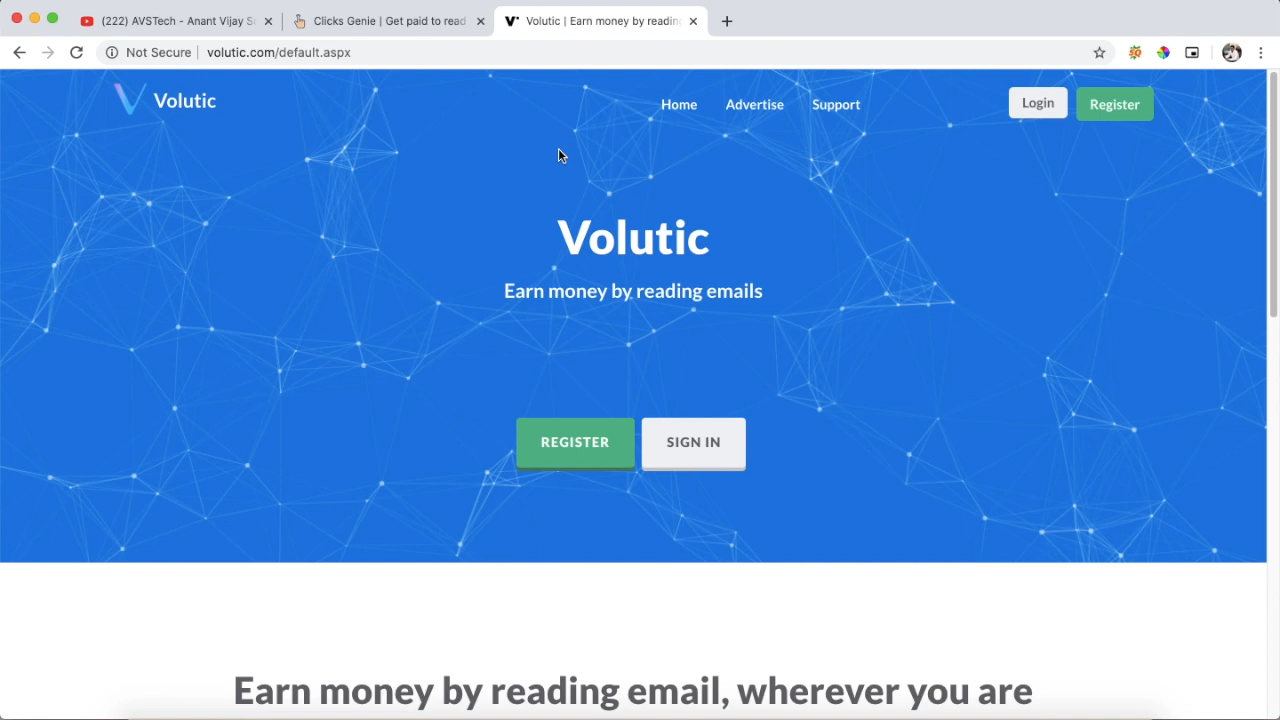 (222) AVSTech - Anant Vijay S
Clicks Genie | Get paid to read
Volutic | Earn money by reading
Not Secure
volutic.com/default.aspx
Volutic
Home
Advertise
Support
Login
Register
Volutic
Earn money by reading emails
REGISTER
SIGN IN
Earn money by reading email, wherever you are